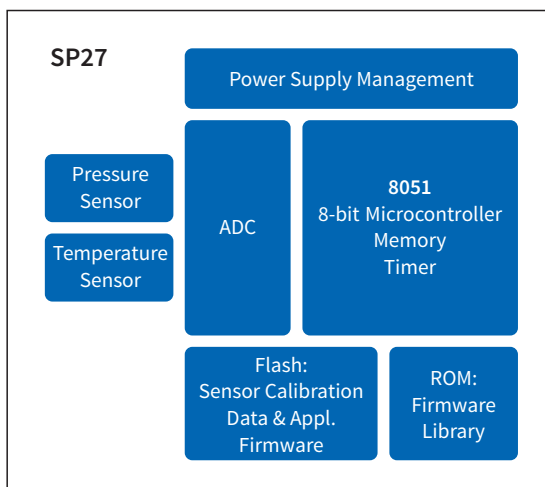 SP27
Power Supply Management
Pressure
Sensor
Temperature
Sensor
ADC
8051
8-bit Microcontroller
Memory
Timer
Flash:
Sensor Calibration
Data & Appl.
Firmware
ROM:
Firmware
Library